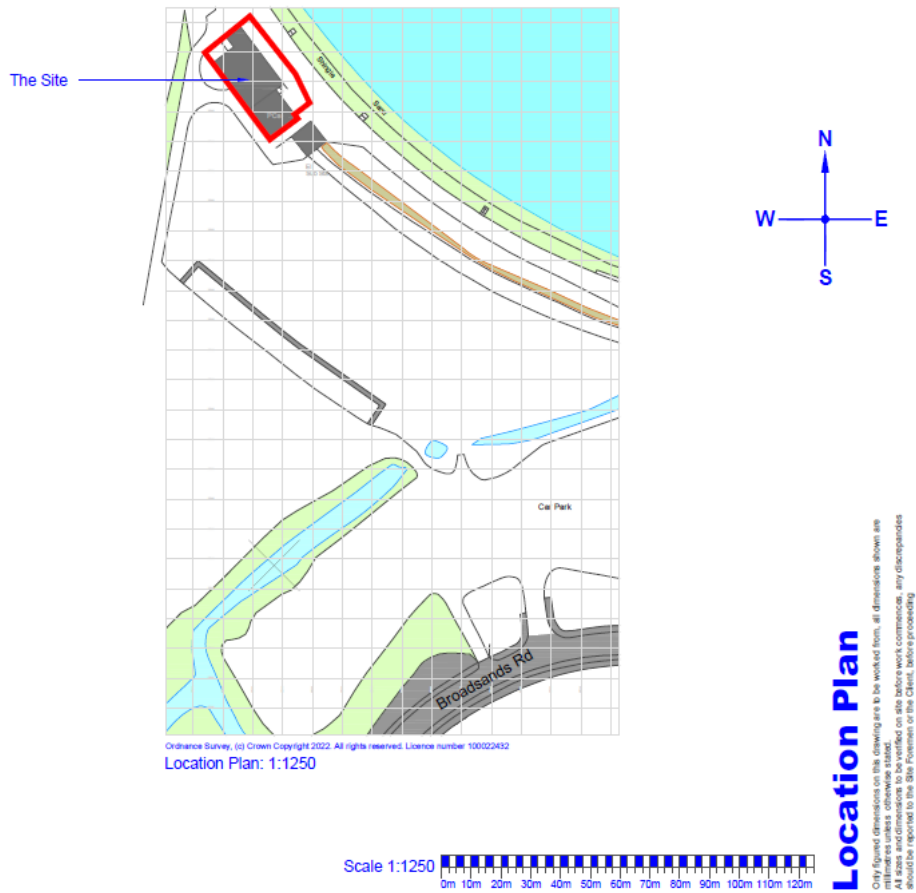 The Site
Shingle
Sand
PCs
N
W
E
S
Car Park
Broadsands Rd
Ordnance Survey, (c) Crown Copyright 2022. All rights reserved. Licence number 100022432
Location Plan: 1:1250
Scale 1:1250
0m 10m 20m 30m 40m 50m 60m 70m 80m 90m 100m 110m 120m
Location Plan
Only figured dimensions on this drawing are to be worked from, all dimensions shown are
millimetres unless otherwise stated.
all sizes and dimensions to be verified on site before work commences, any discrepancies
should be reported to the Site Foremen or the Client, before proceeding